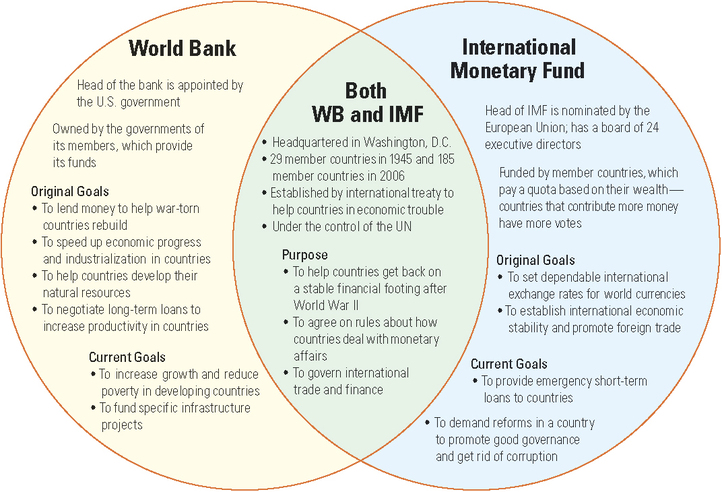 World Bank
Head of the bank is appointed by
the U.S. government
Owned by the governments of
its members, which provide
its funds
Original Goals
• To lend money to help war-torn
countries rebuild
• To speed up economic progress
and industrialization in countries
• To help countries develop their
natural resources
• To negotiate long-term loans to
increase productivity in countries
Current Goals
• To increase growth and reduce
poverty in developing countries
• To fund specific infrastructure
projects
Both
WB and IMF
• Headquartered in Washington, D.C.
• 29 member countries in 1945 and 185
member countries in 2006
• Established by international treaty to
help countries in economic trouble
• Under the control of the UN
Purpose
• To help countries get back on
a stable financial footing after
World War II
• To agree on rules about how
countries deal with monetary
affairs
• To govern international
trade and finance
International
Monetary Fund
Head of IMF is nominated by the
European Union; has a board of 24
executive directors
Funded by member countries, which
pay a quota based on their wealth—
countries that contribute more money
have more votes
Original Goals
• To set dependable international
exchange rates for world currencies
• To establish international economic
stability and promote foreign trade
Current Goals
• To provide emergency short-term
loans to countries
• To demand reforms in a country
to promote good governance
and get rid of corruption